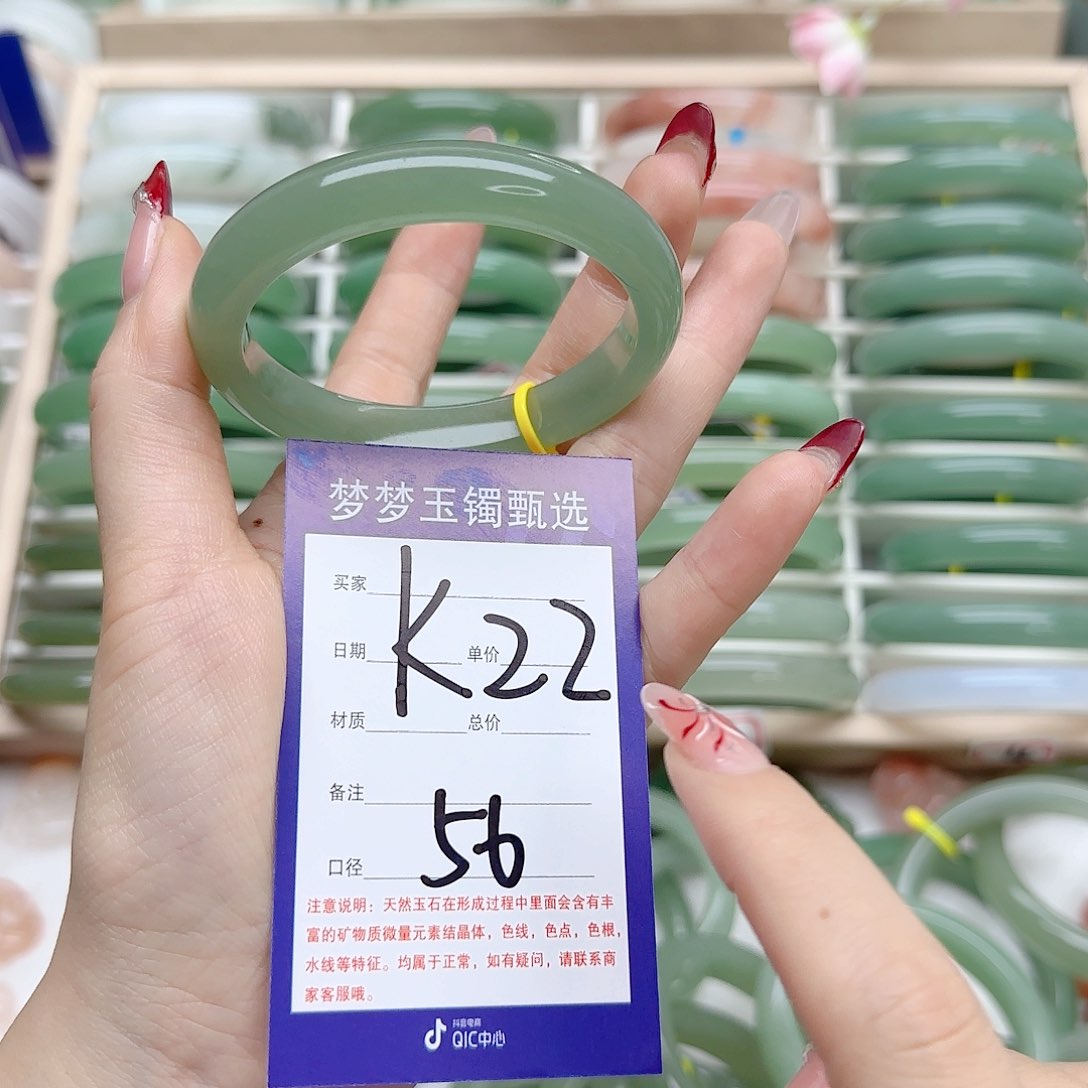 梦梦玉镯甄选
买家
K22
日期 单价
材质 总价
备注
56
口径
注意说明：天然玉石在形成过程中里面会含有丰
富的矿物质微量元素结晶体，色线，色点，色根，
水线等特征。均属于正常，如有疑问，请联系商
家客服哦。
抖音电商
QIC中心